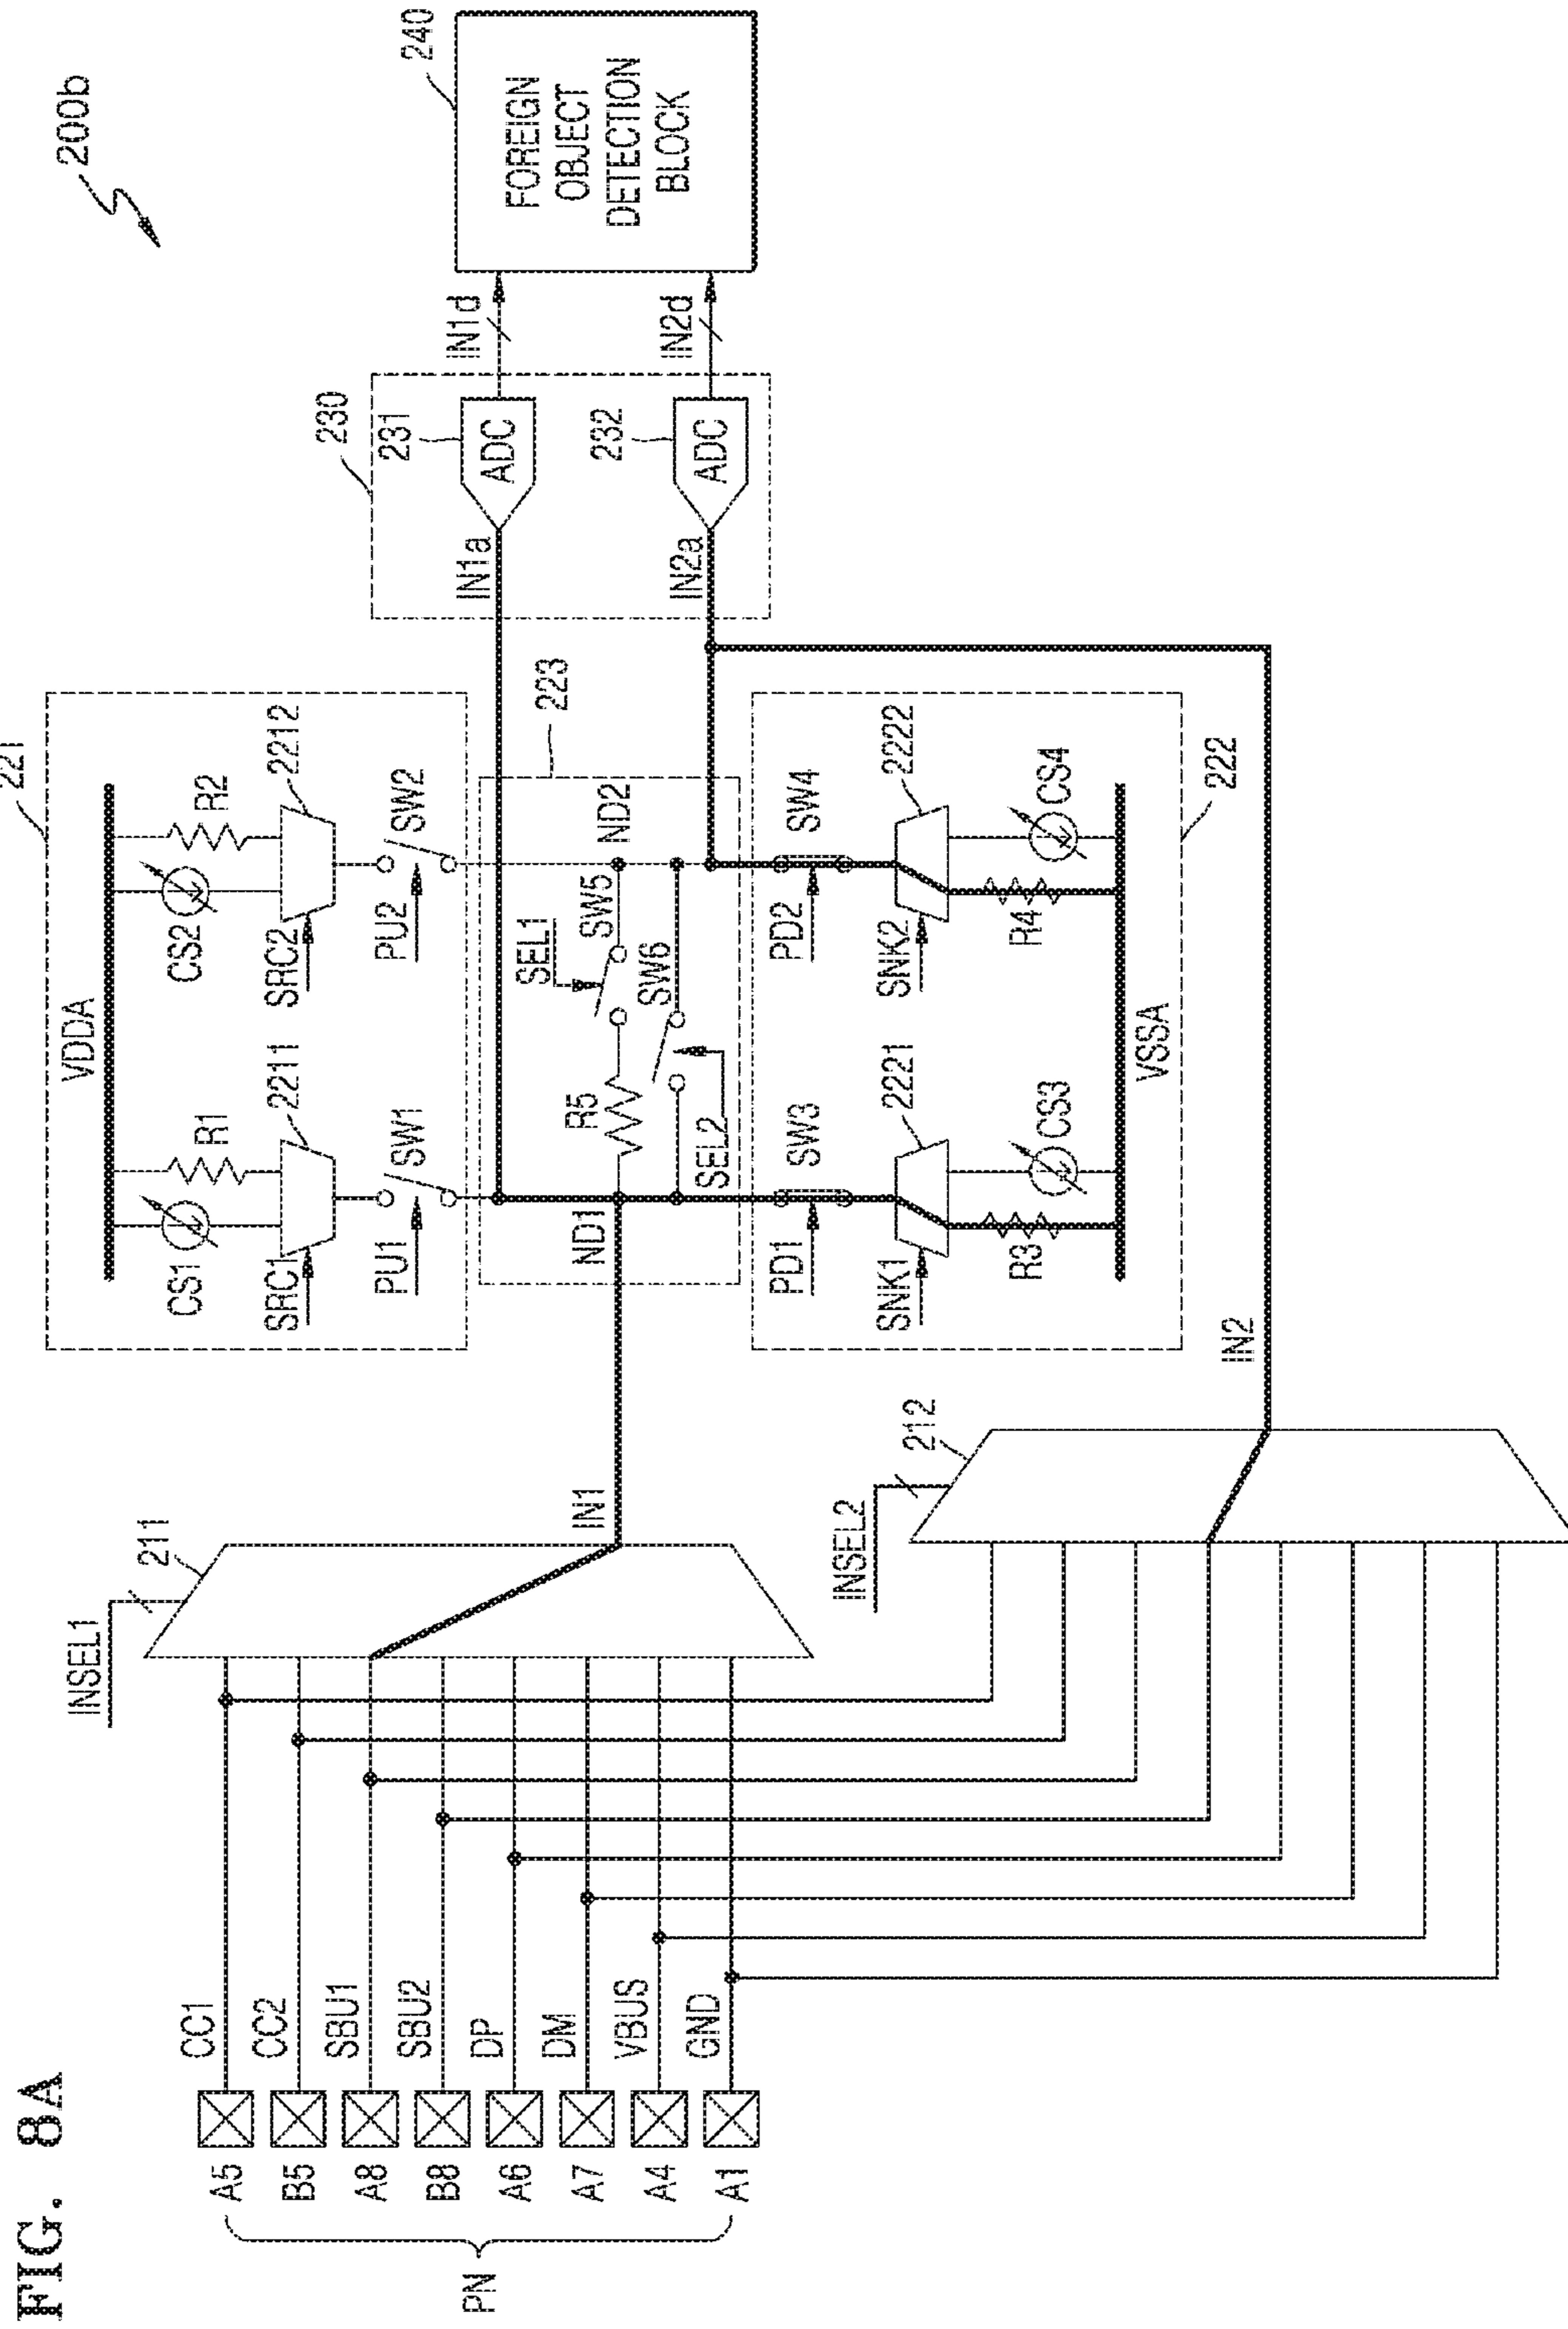 FIG. 8A
200b
221
VDDA
CS1
R1
CS2
R2
SRC1
2211
SRC2
2212
PU1
SW1
PU2
SW2
223
ND1
R5
SEL1
SW5
ND2
SEL2
SW6
PD1
SW3
PD2
SW4
SNK1
2221
SNK2
2222
R3
CS3
R4
CS4
VSSA
222
230
231
ADC
232
ADC
IN1a
IN2a
IN1d
IN2d
240
FOREIGN
OBJECT
DETECTION
BLOCK
INSEL1
211
IN1
INSEL2
212
IN2
PN
A5
CC1
B5
CC2
A8
SBU1
B8
SBU2
A6
DP
A7
DM
A4
VBUS
A1
GND